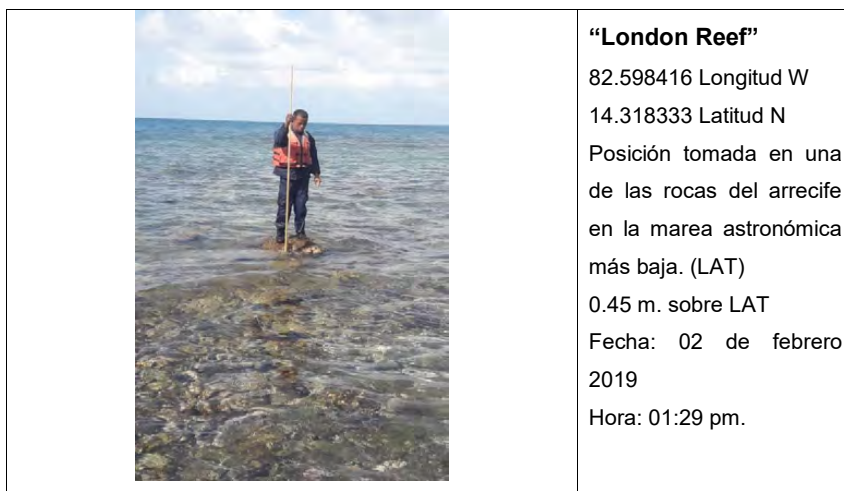 “London Reef”
82.598416 Longitud W
14.318333 Latitud N
Posición tomada en una
de las rocas del arrecife
en la marea astronómica
más baja. (LAT)
0.45 m. sobre LAT
Fecha: 02 de febrero
2019
Hora: 01:29 pm.